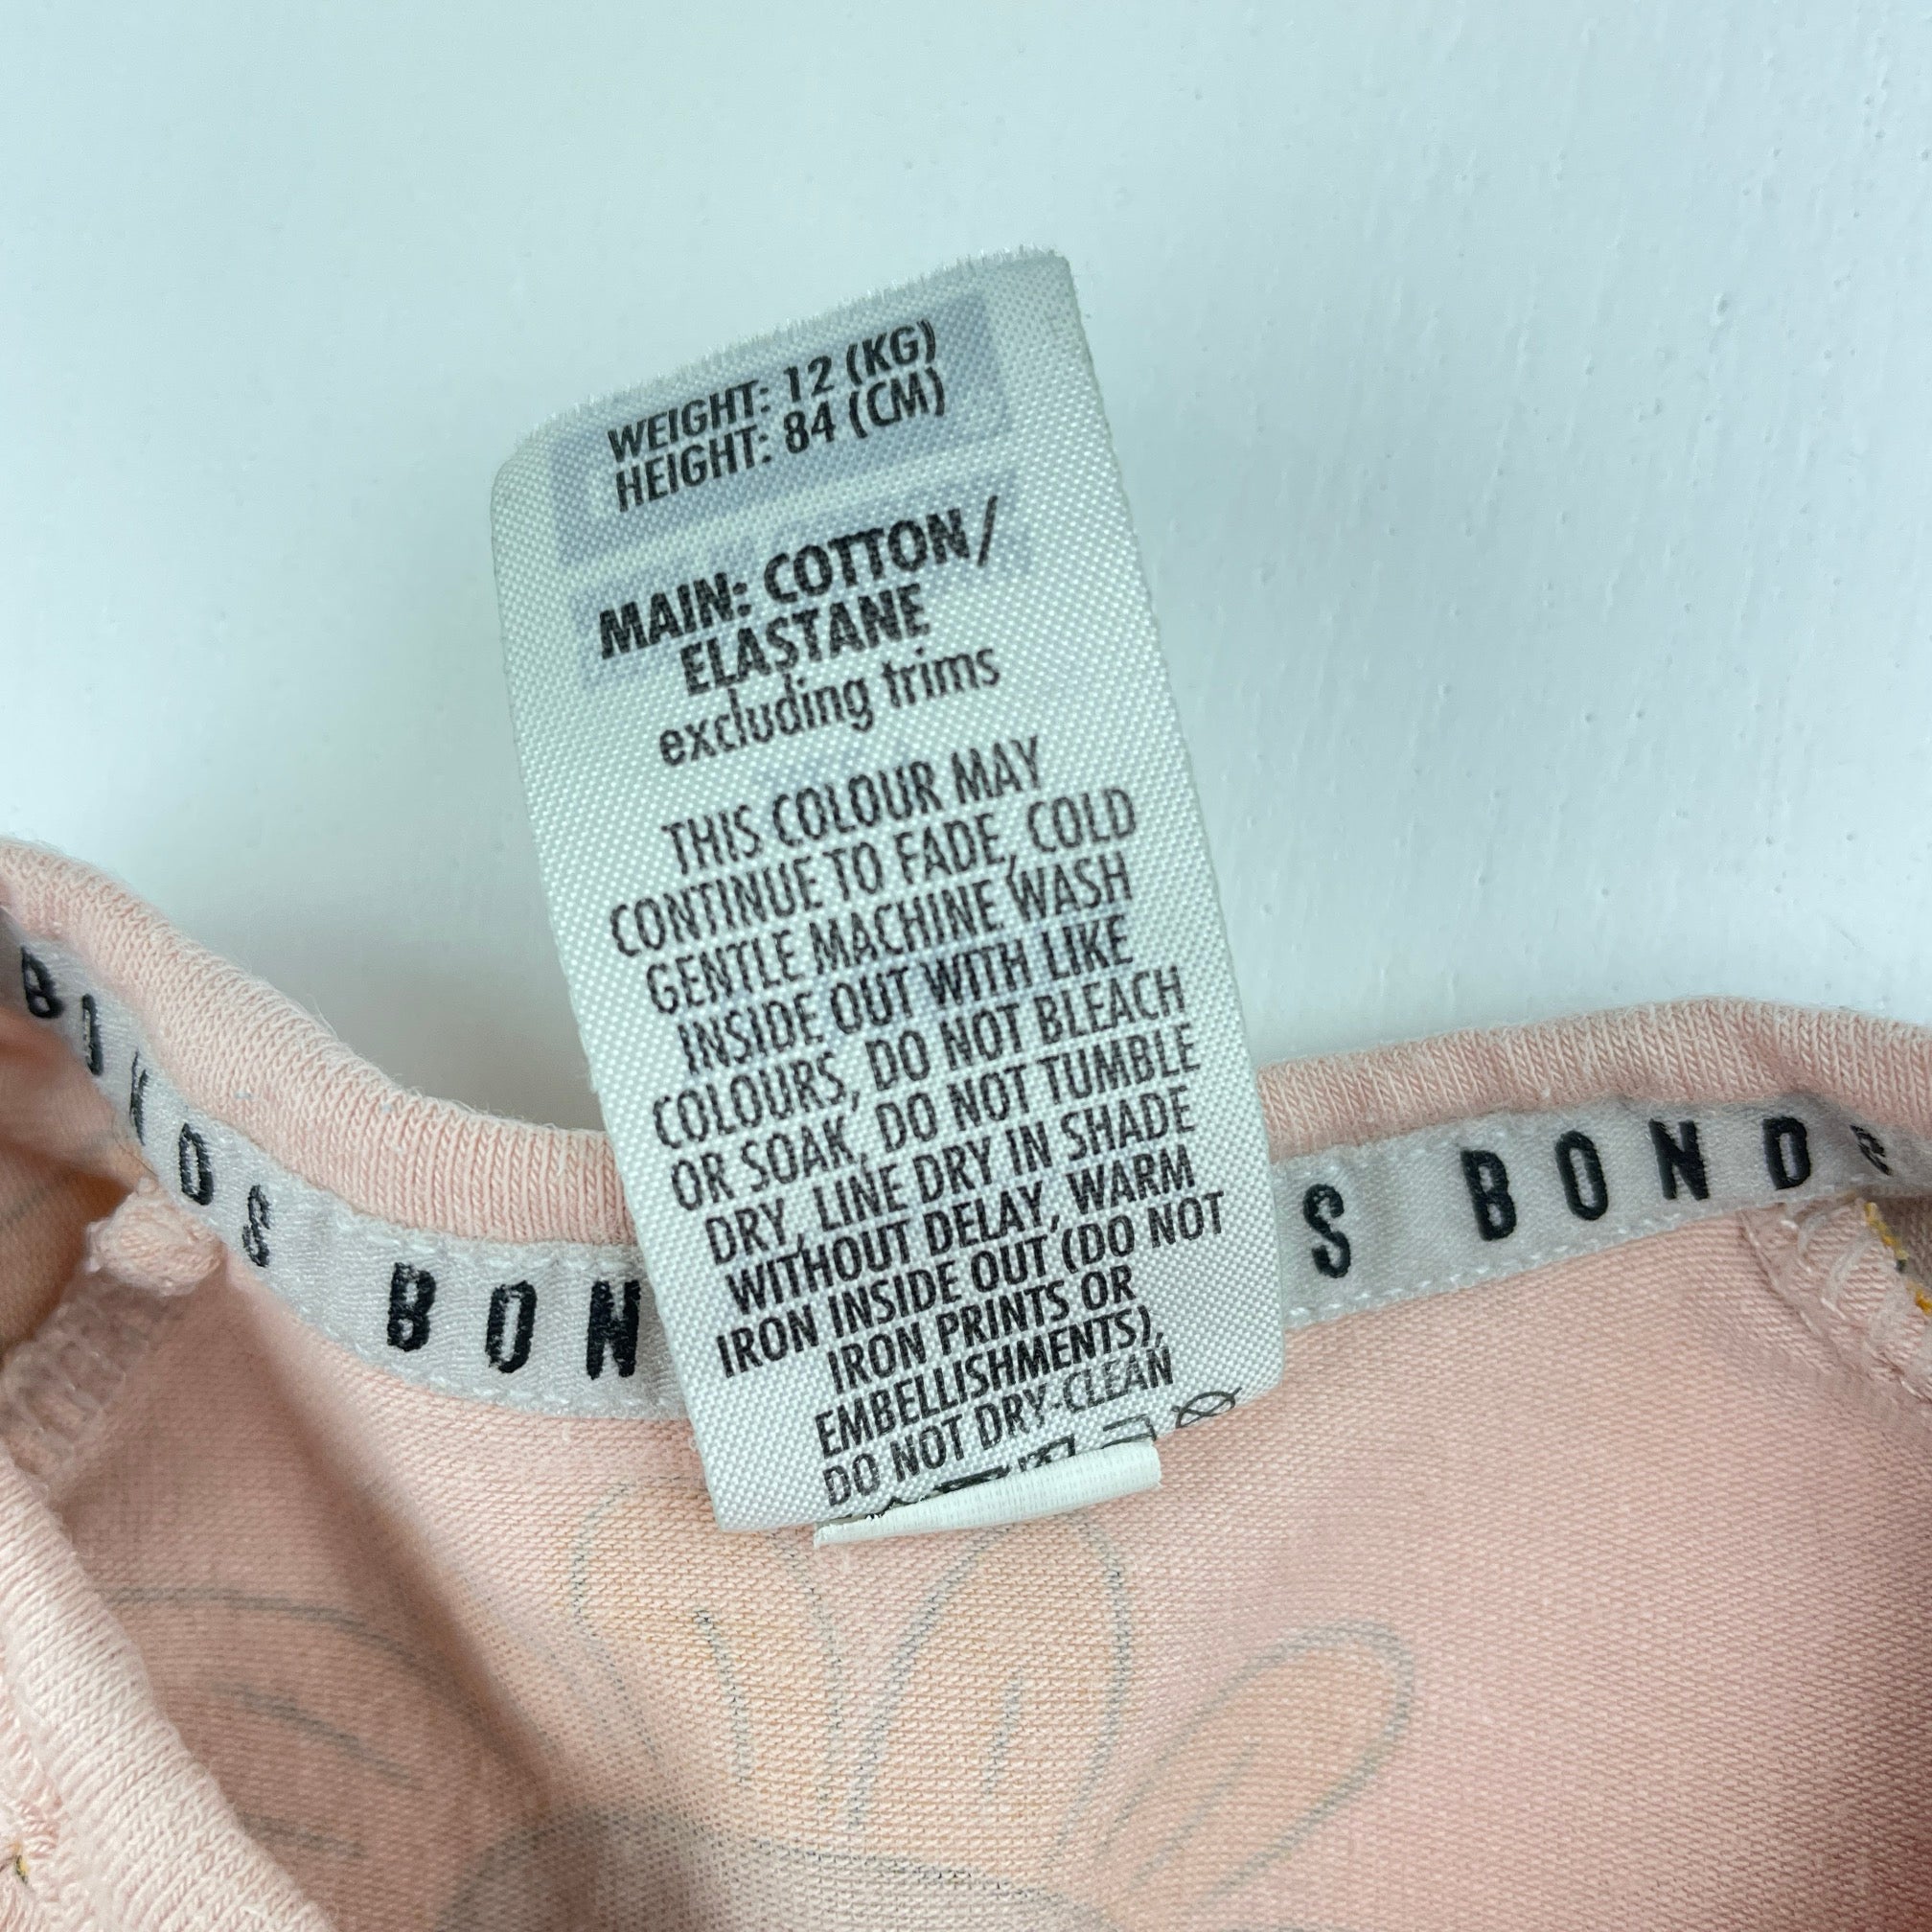 WEIGHT: 12 (KG)
HEIGHT: 84 (CM)
MAIN: COTTON/
ELASTANE
excluding trims
THIS COLOUR MAY
CONTINUE TO FADE, COLD
GENTLE MACHINE WASH
INSIDE OUT WITH LIKE
COLOURS, DO NOT BLEACH
OR SOAK, DO NOT TUMBLE
DRY, LINE DRY IN SHADE
WITHOUT DELAY, WARM
IRON INSIDE OUT (DO NOT
IRON PRINTS OR
EMBELLISHMENTS),
DO NOT DRY-CLEAN
BONDS BON
S BONDS